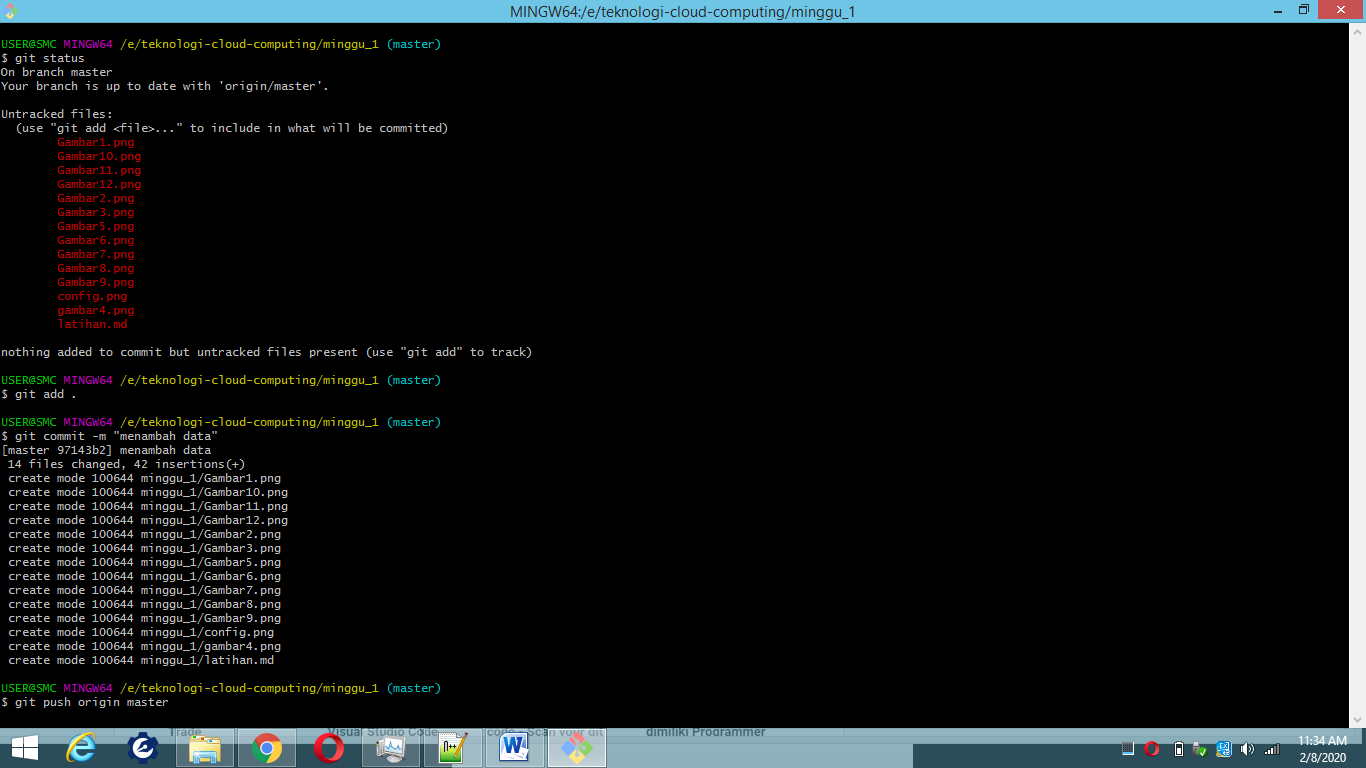 MINGW64:/e/teknologi-cloud-computing/minggu_1
USER@SMC MINGW64 /e/teknologi-cloud-computing/minggu_1 (master)
$ git status
On branch master
Your branch is up to date with 'origin/master'.
Untracked files:
(use "git add <file>..." to include in what will be committed)
Gambar1.png
Gambar10.png
Gambar11.png
Gambar12.png
Gambar2.png
Gambar3.png
Gambar5.png
Gambar6.png
Gambar7.png
Gambar8.png
Gambar9.png
config.png
gambar4.png
latihan.md
nothing added to commit but untracked files present (use "git add" to track)
USER@SMC MINGW64 /e/teknologi-cloud-computing/minggu_1 (master)
$ git add .
USER@SMC MINGW64 /e/teknologi-cloud-computing/minggu_1 (master)
$ git commit -m "menambah data"
[master 97143b2] menambah data
14 files changed, 42 insertions(+)
create mode 100644 minggu_1/Gambar1.png
create mode 100644 minggu_1/Gambar10.png
create mode 100644 minggu_1/Gambar11.png
create mode 100644 minggu_1/Gambar12.png
create mode 100644 minggu_1/Gambar2.png
create mode 100644 minggu_1/Gambar3.png
create mode 100644 minggu_1/Gambar5.png
create mode 100644 minggu_1/Gambar6.png
create mode 100644 minggu_1/Gambar7.png
create mode 100644 minggu_1/Gambar8.png
create mode 100644 minggu_1/Gambar9.png
create mode 100644 minggu_1/config.png
create mode 100644 minggu_1/gambar4.png
create mode 100644 minggu_1/latihan.md
USER@SMC MINGW64 /e/teknologi-cloud-computing/minggu_1 (master)
$ git push origin master
Trade Visual Studio Code code Scan your git dimiliki Programmer
11:34 AM
2/8/2020